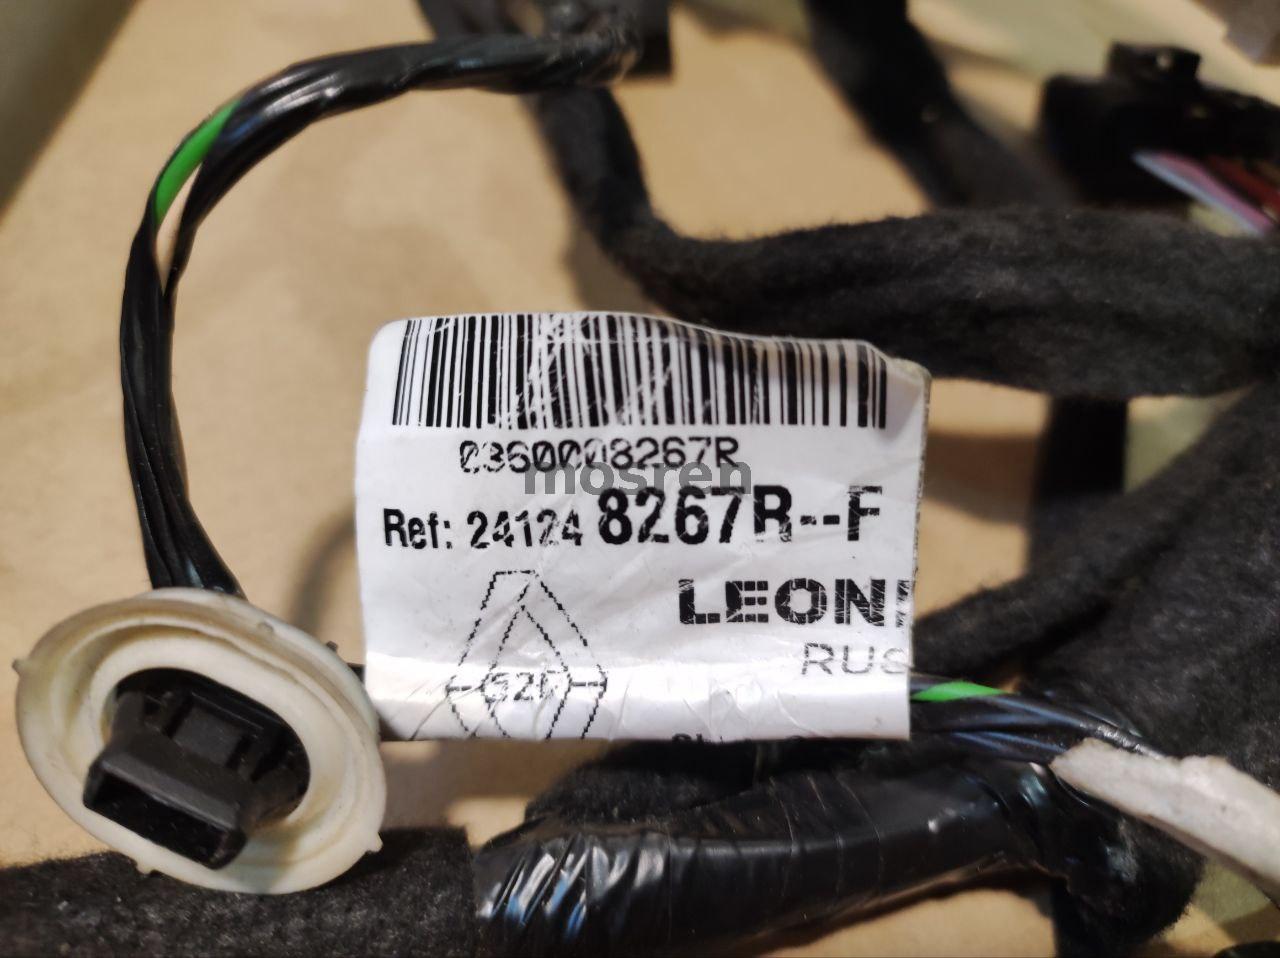 0360008267R
mosren
Ref: 24124 8267R--F
LEONI
RUS